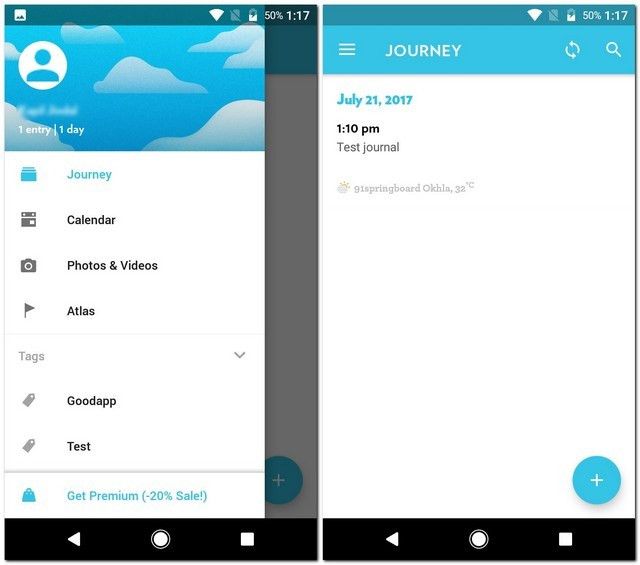 50% 1:17
1 entry | 1 day
Journey
Calendar
Photos & Videos
Atlas
Tags
Goodapp
Test
Get Premium (-20% Sale!)
50% 1:17
JOURNEY
July 21, 2017
1:10 pm
Test journal
91springboard Okhla, 32°C